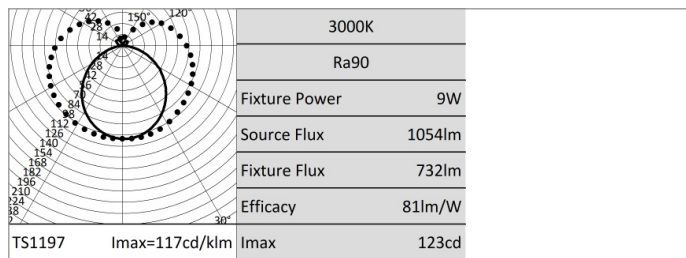 42
28
14
150°
120°
14
28
42
56
70
84
98
112
126
140
154
168
182
196
210
224
30°
TS1197 Imax=117cd/klm
3000K
Ra90
Fixture Power 9W
Source Flux 1054lm
Fixture Flux 732lm
Efficacy 81lm/W
Imax 123cd